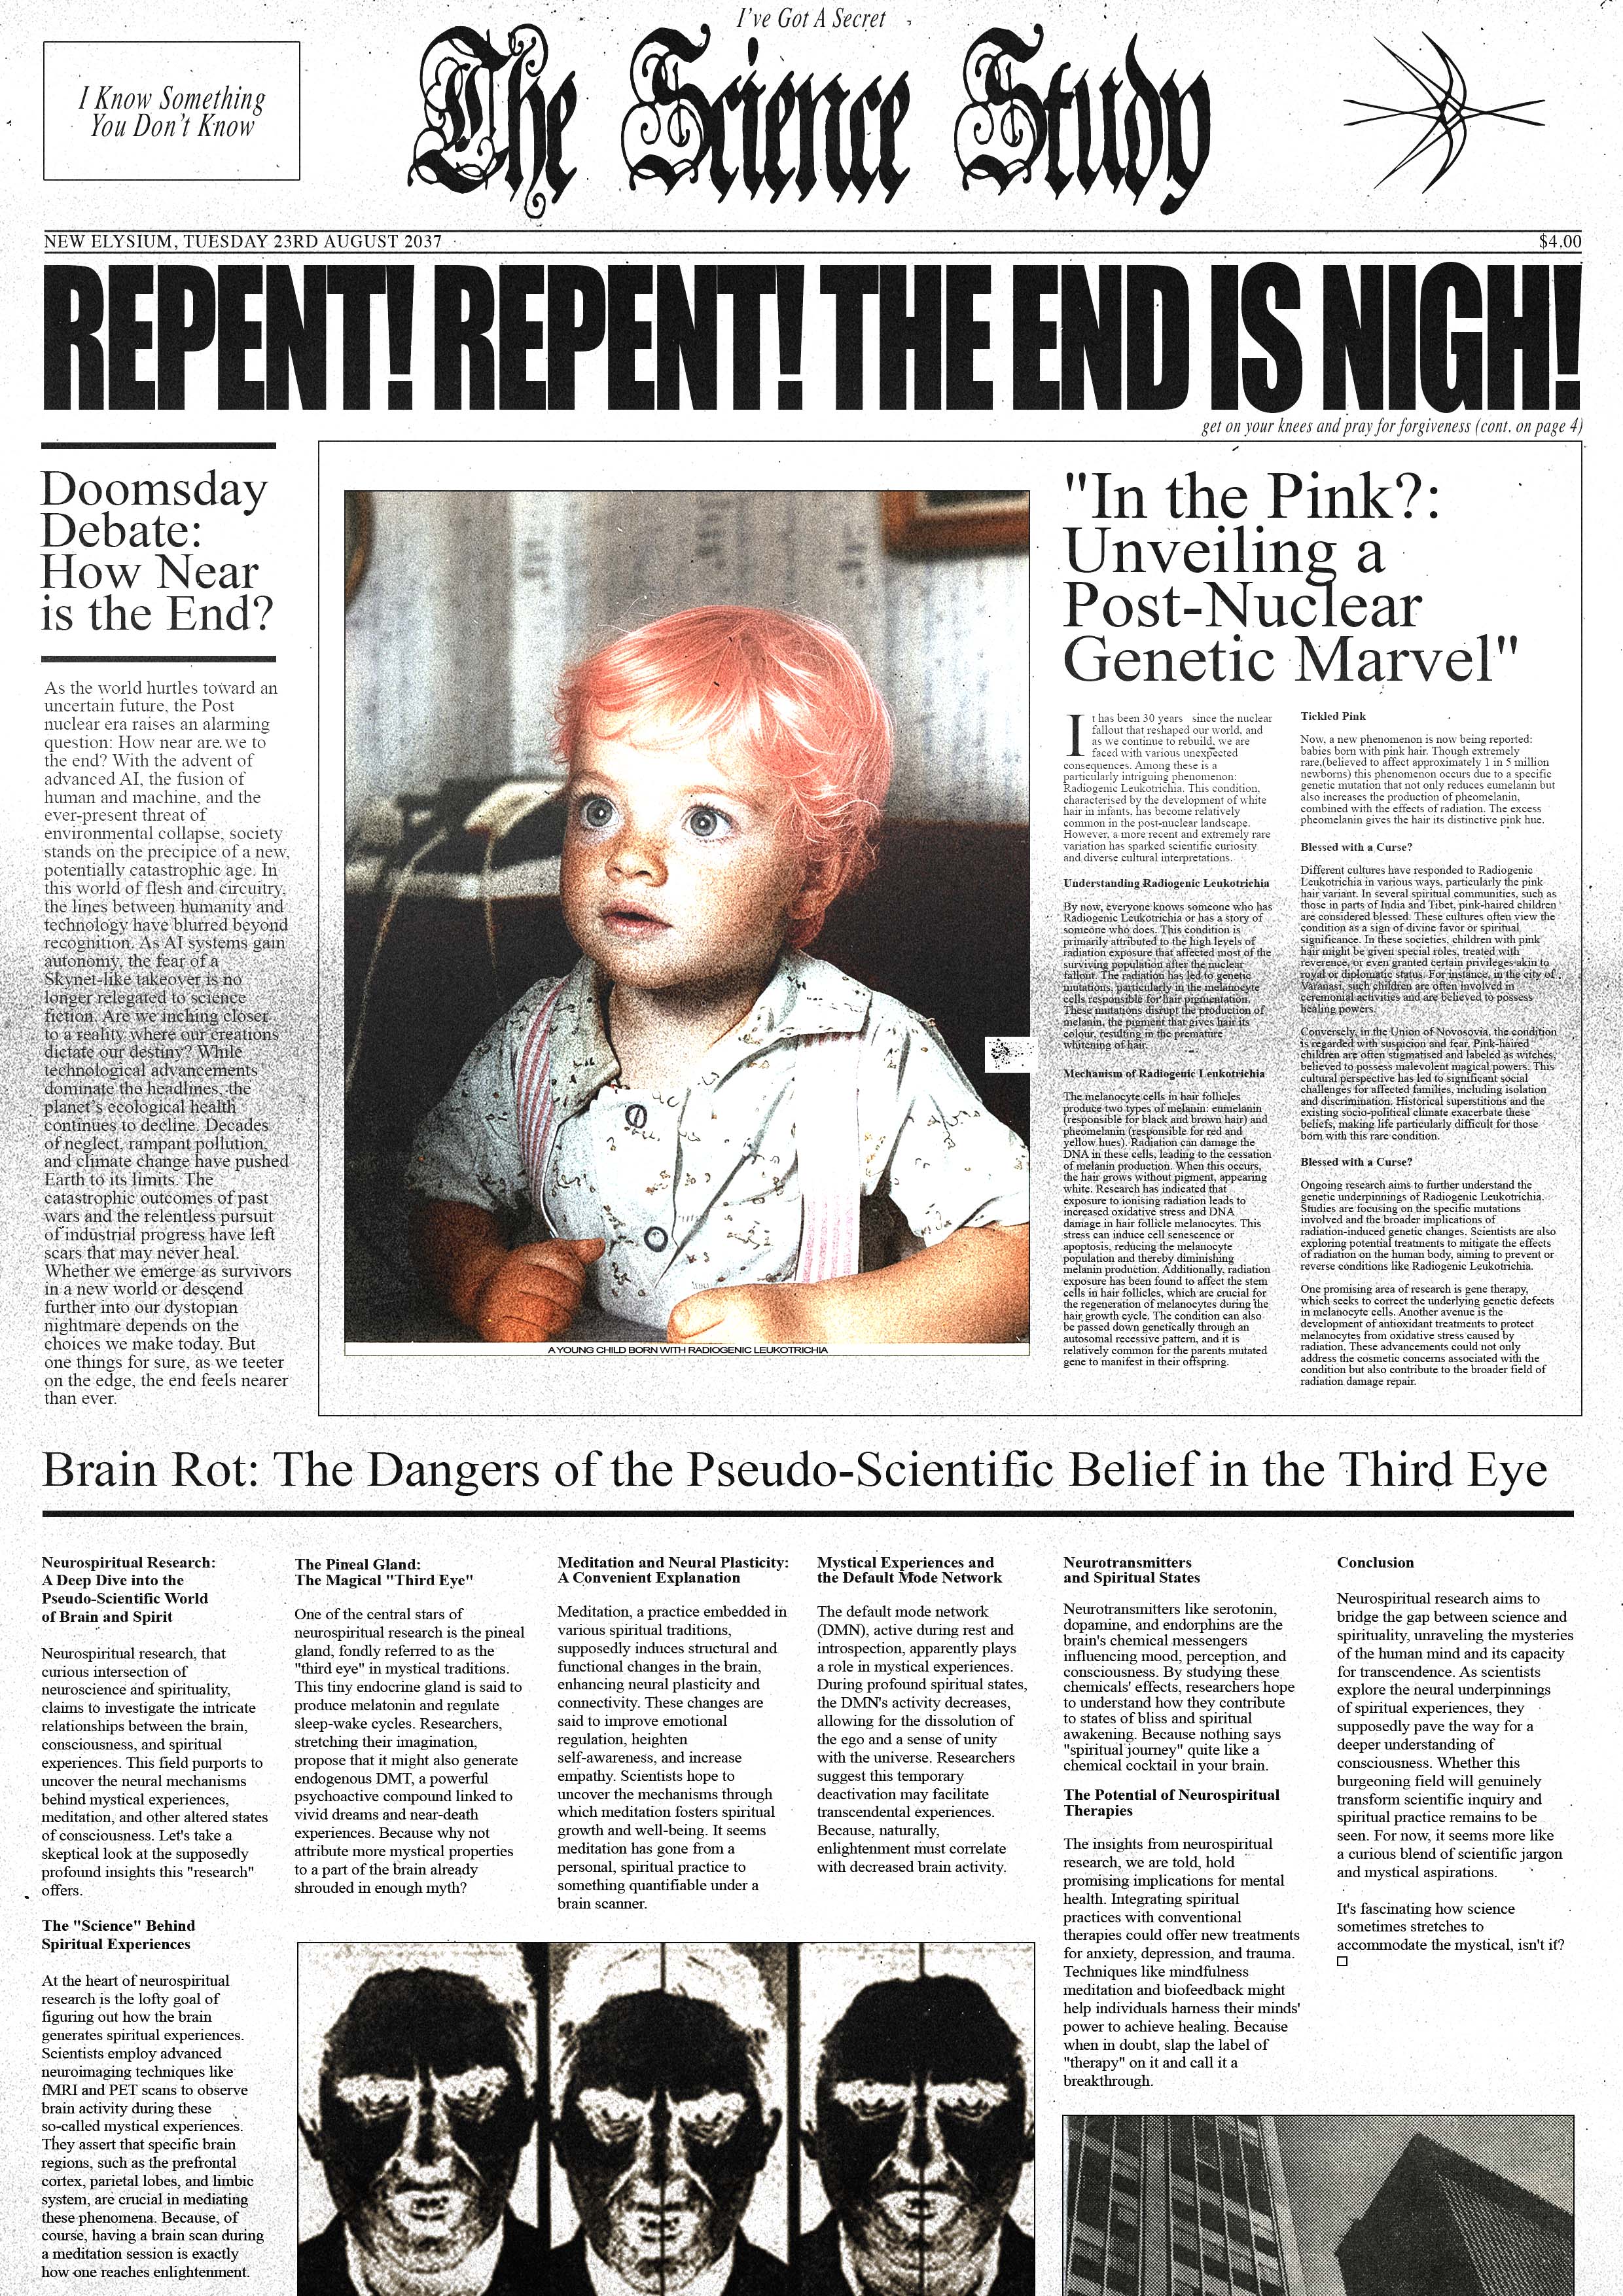 I've Got A Secret
I Know Something
You Don't Know
The Science Study
NEW ELYSIUM, TUESDAY 23RD AUGUST 2037
$4.00
REPENT! REPENT! THE END IS NIGH!
get on your knees and pray for forgiveness (cont. on page 4)
Doomsday
Debate:
How Near
is the End?
As the world hurtles toward an
uncertain future, the Post
nuclear era raises an alarming
question: How near are we to
the end? With the advent of
advanced AI, the fusion of
human and machine, and the
ever-present threat of
environmental collapse, society
stands on the precipice of a new,
potentially catastrophic age. In
this world of flesh and circuitry,
the lines between humanity and
technology have blurred beyond
recognition. As AI systems gain
autonomy, the fear of a
Skynet-like takeover is no
longer relegated to science
fiction. Are we inching closer
to a reality where our creations
dictate our destiny? While
technological advancements
dominate the headlines, the
planet's ecological health
continues to decline. Decades
of neglect, rampant pollution,
and climate change have pushed
Earth to its limits. The
catastrophic outcomes of past
wars and the relentless pursuit
of industrial progress have left
scars that may never heal.
Whether we emerge as survivors
in a new world or descend
further into our dystopian
nightmare depends on the
choices we make today. But
one things for sure, as we teeter
on the edge, the end feels nearer
than ever.
A YOUNG CHILD BORN WITH RADIOGENIC LEUKOTRICHIA
"In the Pink?:
Unveiling a
Post-Nuclear
Genetic Marvel"
It has been 30 years since the nuclear
fallout that reshaped our world, and
as we continue to rebuild, we are
faced with various unexpected
consequences. Among these is a
particularly intriguing phenomenon:
Radiogenic Leukotrichia. This condition,
characterised by the development of white
hair in infants, has become relatively
common in the post-nuclear landscape.
However, a more recent and extremely rare
variation has sparked scientific curiosity
and diverse cultural interpretations.
Understanding Radiogenic Leukotrichia
By now, everyone knows someone who has
Radiogenic Leukotrichia or has a story of
someone who does. This condition is
primarily attributed to the high levels of
radiation exposure that affected most of the
surviving population after the nuclear
fallout. The radiation has led to genetic
mutations, particularly in the melanocyte
cells responsible for hair pigmentation.
These mutations disrupt the production of
melanin, the pigment that gives hair its
colour, resulting in the premature
whitening of hair.
Mechanism of Radiogenic Leukotrichia
The melanocyte cells in hair follicles
produce two types of melanin: eumelanin
(responsible for black and brown hair) and
pheomelanin (responsible for red and
yellow hues). Radiation can damage the
DNA in these cells, leading to the cessation
of melanin production. When this occurs,
the hair grows without pigment, appearing
white. Research has indicated that
exposure to ionising radiation leads to
increased oxidative stress and DNA
damage in hair follicle melanocytes. This
stress can induce cell senescence or
apoptosis, reducing the melanocyte
population and thereby diminishing
melanin production. Additionally, radiation
exposure has been found to affect the stem
cells in hair follicles, which are crucial for
the regeneration of melanocytes during the
hair growth cycle. The condition can also
be passed down genetically through an
autosomal recessive pattern, and it is
relatively common for the parents mutated
gene to manifest in their offspring.
Tickled Pink
Now, a new phenomenon is now being reported:
babies born with pink hair. Though extremely
rare,(believed to affect approximately 1 in 5 million
newborns) this phenomenon occurs due to a specific
genetic mutation that not only reduces eumelanin but
also increases the production of pheomelanin,
combined with the effects of radiation. The excess
pheomelanin gives the hair its distinctive pink hue.
Blessed with a Curse?
Different cultures have responded to Radiogenic
Leukotrichia in various ways, particularly the pink
hair variant. In several spiritual communities, such as
those in parts of India and Tibet, pink-haired children
are considered blessed. These cultures often view the
condition as a sign of divine favor or spiritual
significance. In these societies, children with pink
hair might be given special roles, treated with
reverence, or even granted certain privileges akin to
royal or diplomatic status. For instance, in the city of
Varanasi, such children are often involved in
ceremonial activities and are believed to possess
healing powers.
Conversely, in the Union of Novosovia, the condition
is regarded with suspicion and fear. Pink-haired
children are often stigmatised and labeled as witches,
believed to possess malevolent magical powers. This
cultural perspective has led to significant social
challenges for affected families, including isolation
and discrimination. Historical superstitions and the
existing socio-political climate exacerbate these
beliefs, making life particularly difficult for those
born with this rare condition.
Blessed with a Curse?
Ongoing research aims to further understand the
genetic underpinnings of Radiogenic Leukotrichia.
Studies are focusing on the specific mutations
involved and the broader implications of
radiation-induced genetic changes. Scientists are also
exploring potential treatments to mitigate the effects
of radiation on the human body, aiming to prevent or
reverse conditions like Radiogenic Leukotrichia.
One promising area of research is gene therapy,
which seeks to correct the underlying genetic defects
in melanocyte cells. Another avenue is the
development of antioxidant treatments to protect
melanocytes from oxidative stress caused by
radiation. These advancements could not only
address the cosmetic concerns associated with the
condition but also contribute to the broader field of
radiation damage repair.
Brain Rot: The Dangers of the Pseudo-Scientific Belief in the Third Eye
Neurospiritual Research:
A Deep Dive into the
Pseudo-Scientific World
of Brain and Spirit
Neurospiritual research, that
curious intersection of
neuroscience and spirituality,
claims to investigate the intricate
relationships between the brain,
consciousness, and spiritual
experiences. This field purports to
uncover the neural mechanisms
behind mystical experiences,
meditation, and other altered states
of consciousness. Let's take a
skeptical look at the supposedly
profound insights this "research"
offers.
The "Science" Behind
Spiritual Experiences
At the heart of neurospiritual
research is the lofty goal of
figuring out how the brain
generates spiritual experiences.
Scientists employ advanced
neuroimaging techniques like
fMRI and PET scans to observe
brain activity during these
so-called mystical experiences.
They assert that specific brain
regions, such as the prefrontal
cortex, parietal lobes, and limbic
system, are crucial in mediating
these phenomena. Because, of
course, having a brain scan during
a meditation session is exactly
how one reaches enlightenment.
The Pineal Gland:
The Magical "Third Eye"
One of the central stars of
neurospiritual research is the pineal
gland, fondly referred to as the
"third eye" in mystical traditions.
This tiny endocrine gland is said to
produce melatonin and regulate
sleep-wake cycles. Researchers,
stretching their imagination,
propose that it might also generate
endogenous DMT, a powerful
psychoactive compound linked to
vivid dreams and near-death
experiences. Because why not
attribute more mystical properties
to a part of the brain already
shrouded in enough myth?
Meditation and Neural Plasticity:
A Convenient Explanation
Meditation, a practice embedded in
various spiritual traditions,
supposedly induces structural and
functional changes in the brain,
enhancing neural plasticity and
connectivity. These changes are
said to improve emotional
regulation, heighten
self-awareness, and increase
empathy. Scientists hope to
uncover the mechanisms through
which meditation fosters spiritual
growth and well-being. It seems
meditation has gone from a
personal, spiritual practice to
something quantifiable under a
brain scanner.
Mystical Experiences and
the Default Mode Network
The default mode network
(DMN), active during rest and
introspection, apparently plays
a role in mystical experiences.
During profound spiritual states,
the DMN's activity decreases,
allowing for the dissolution of
the ego and a sense of unity
with the universe. Researchers
suggest this temporary
deactivation may facilitate
transcendental experiences.
Because, naturally,
enlightenment must correlate
with decreased brain activity.
Neurotransmitters
and Spiritual States
Neurotransmitters like serotonin,
dopamine, and endorphins are the
brain's chemical messengers
influencing mood, perception, and
consciousness. By studying these
chemicals' effects, researchers hope
to understand how they contribute
to states of bliss and spiritual
awakening. Because nothing says
"spiritual journey" quite like a
chemical cocktail in your brain.
The Potential of Neurospiritual
Therapies
The insights from neurospiritual
research, we are told, hold
promising implications for mental
health. Integrating spiritual
practices with conventional
therapies could offer new treatments
for anxiety, depression, and trauma.
Techniques like mindfulness
meditation and biofeedback might
help individuals harness their minds'
power to achieve healing. Because
when in doubt, slap the label of
"therapy" on it and call it a
breakthrough.
Conclusion
Neurospiritual research aims to
bridge the gap between science and
spirituality, unraveling the mysteries
of the human mind and its capacity
for transcendence. As scientists
explore the neural underpinnings
of spiritual experiences, they
supposedly pave the way for a
deeper understanding of
consciousness. Whether this
burgeoning field will genuinely
transform scientific inquiry and
spiritual practice remains to be
seen. For now, it seems more like
a curious blend of scientific jargon
and mystical aspirations.
It's fascinating how science
sometimes stretches to
accommodate the mystical, isn't it?